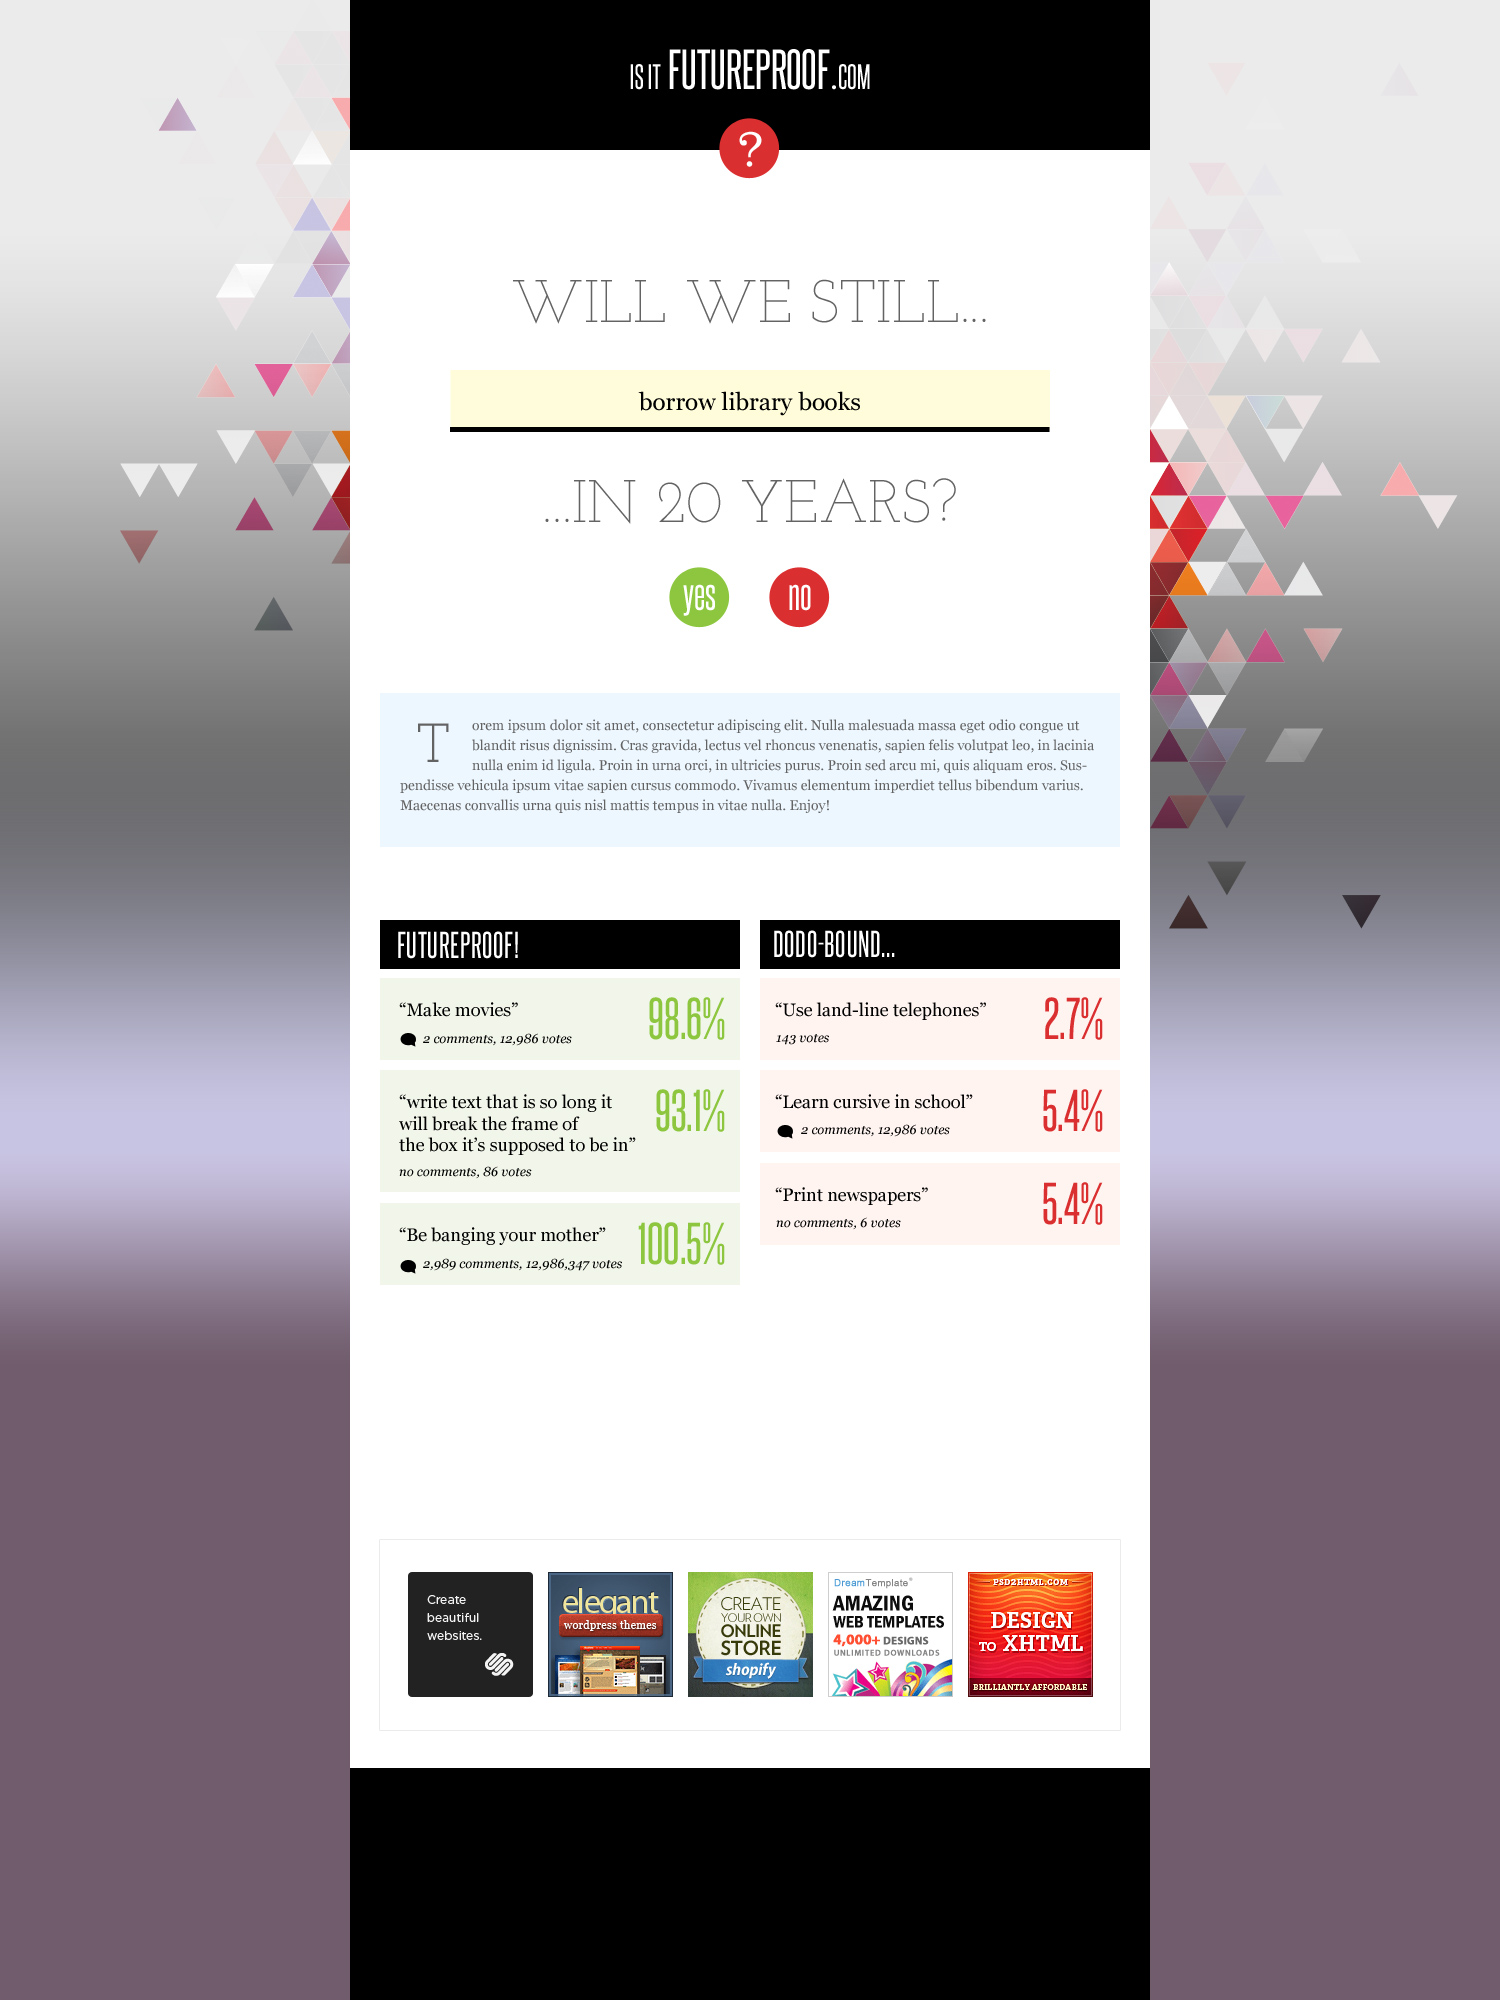 IS IT FUTUREPROOF.COM
?
WILL WE STILL...
borrow library books
...IN 20 YEARS?
yes
no
T
orem ipsum dolor sit amet, consectetur adipiscing elit. Nulla malesuada massa eget odio congue ut
blandit risus dignissim. Cras gravida, lectus vel rhoncus venenatis, sapien felis volutpat leo, in lacinia
nulla enim id ligula. Proin in urna orci, in ultricies purus. Proin sed arcu mi, quis aliquam eros. Sus-
pendisse vehicula ipsum vitae sapien cursus commodo. Vivamus elementum imperdiet tellus bibendum varius.
Maecenas convallis urna quis nisl mattis tempus in vitae nulla. Enjoy!
FUTUREPROOF!
“Make movies”
98.6%
2 comments, 12,986 votes
“write text that is so long it
will break the frame of
the box it’s supposed to be in”
93.1%
no comments, 86 votes
“Be banging your mother”
100.5%
2,989 comments, 12,986,347 votes
DODO-BOUND...
“Use land-line telephones”
2.7%
143 votes
“Learn cursive in school”
5.4%
2 comments, 12,986 votes
“Print newspapers”
5.4%
no comments, 6 votes
Create
beautiful
websites.
elegant
wordpress themes
CREATE
YOUR OWN
ONLINE
STORE
shopify
DreamTemplate®
AMAZING
WEB TEMPLATES
4,000+ DESIGNS
UNLIMITED DOWNLOADS
PSD2HTML.COM
DESIGN
TO XHTML
BRILLIANTLY AFFORDABLE